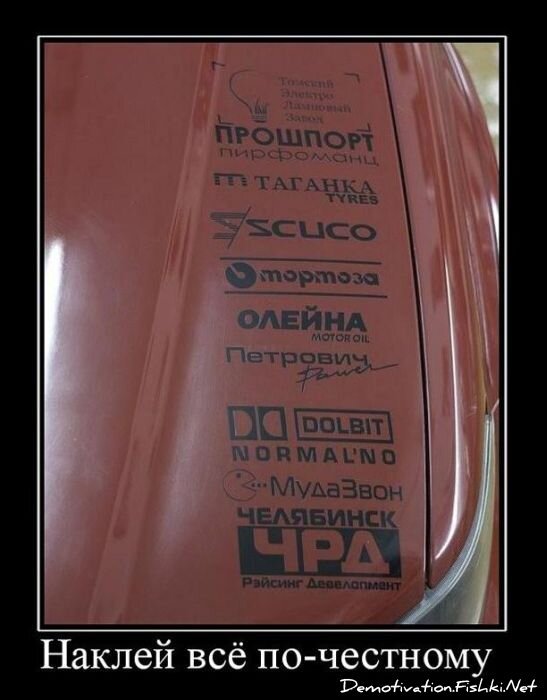 Томский
Электро
Ламповый
Завод
ПРОШПОРТ
пирфоманц
ТАГАНКА
TYRES
SCUCO
тормоза
ОЛЕЙНА
MOTOR OIL
Петрович
Power
DOLBIT
NORMAL'NO
МудаЗвон
ЧЕЛЯБИНСК
ЧРД
Рэйсинг Девелопмент
Наклей всё по-честному
Demotivation.Fishki.Net